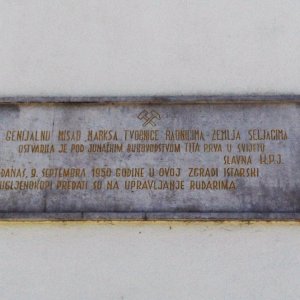 GENIJALNU MISAO MARKSA TVORNICE RADNICIMA-ZEMLJA SELJACIMA
OSTVARILA JE POD JUNAČKIM RUKOVODSTVOM TITA PRVA U SVIJETU
SLAVNA N.R.J.
DANAS, 9. SEPTEMBRA 1950 GODINE U OVOJ ZGRADI ISTARSKI
UGLJENOKOPI PREDATI SU NA UPRAVLJANJE RUDARIMA